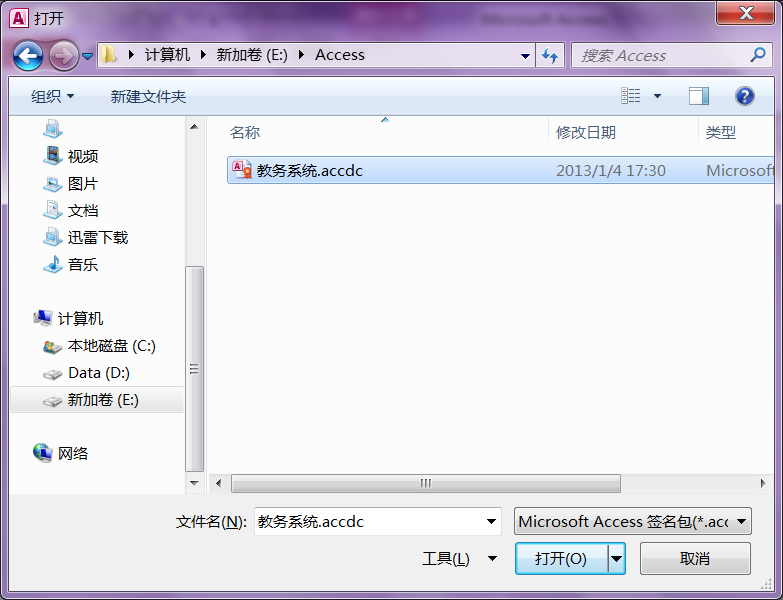 打开
计算机 新加卷 (E:) Access
搜索 Access
组织 新建文件夹
视频
图片
文档
迅雷下载
音乐
计算机
本地磁盘 (C:)
Data (D:)
新加卷 (E:)
网络
名称 修改日期 类型
教务系统.accdc 2013/1/4 17:30 Microsoft
文件名(N): 教务系统.accdc
Microsoft Access 签名包(*.acc
工具(L) 打开(O) 取消